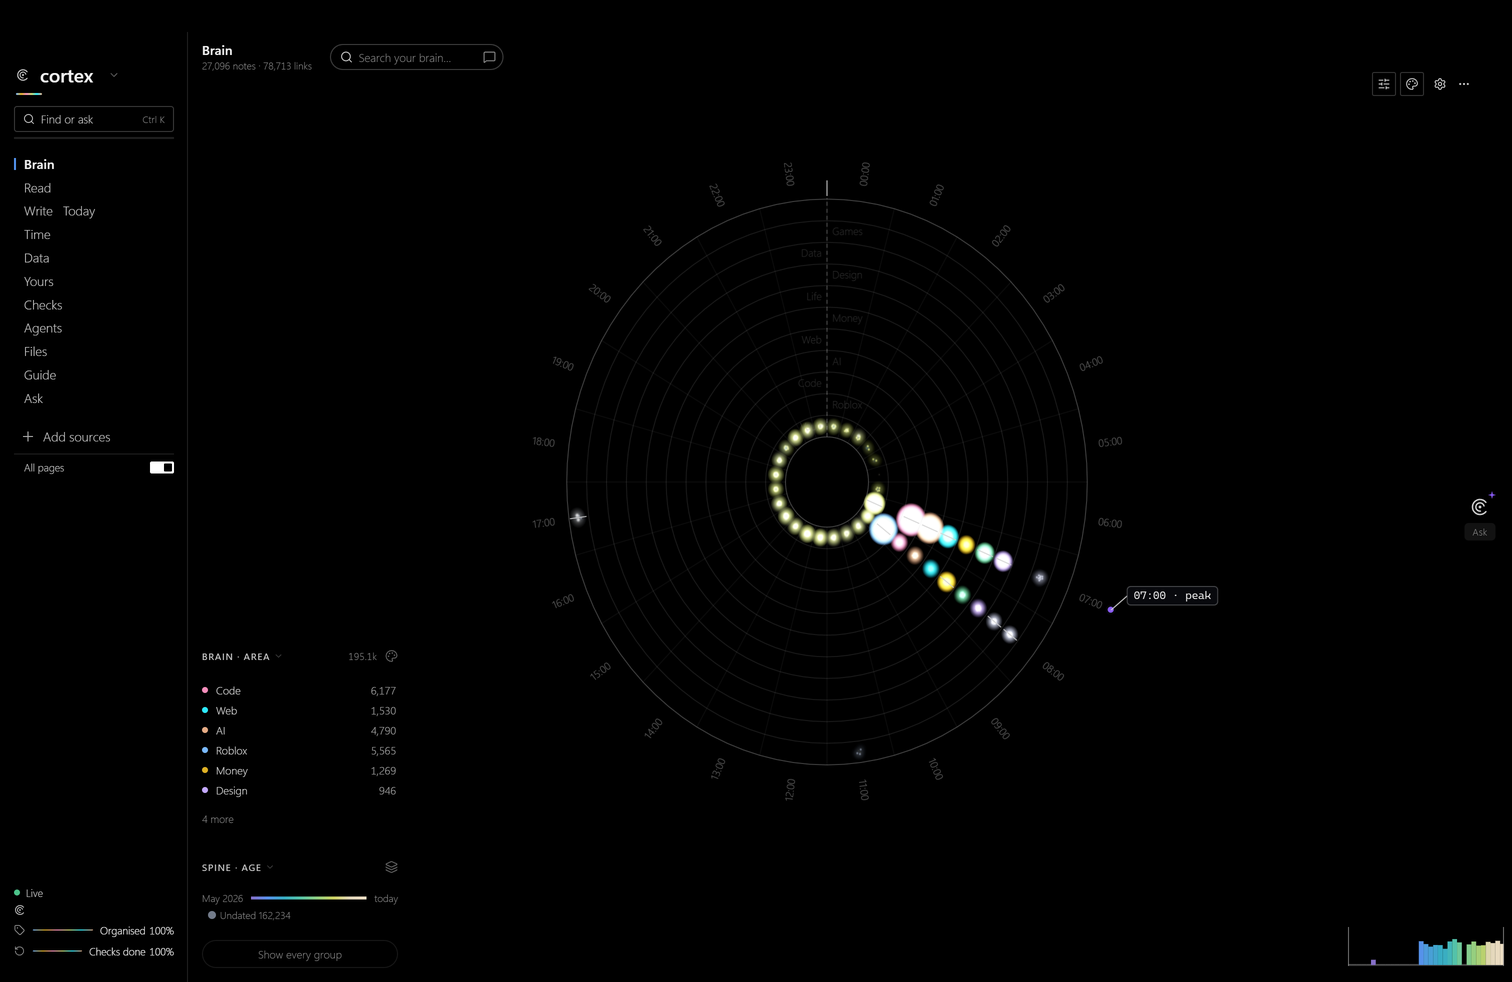 cortex
Find or ask Ctrl K
Brain
Read
Write Today
Time
Data
Yours
Checks
Agents
Files
Guide
Ask
Add sources
All pages
Live
Organised 100%
Checks done 100%
Brain
27,096 notes · 78,713 links
Search your brain...
23:00
00:00
22:00
01:00
21:00
02:00
20:00
03:00
19:00
04:00
18:00
05:00
17:00
06:00
16:00
07:00
15:00
08:00
14:00
09:00
13:00
10:00
12:00
11:00
Games
Data
Design
Life
Money
Web
AI
Code
Roblox
07:00 · peak
Ask
BRAIN · AREA 195.1k
Code 6,177
Web 1,530
AI 4,790
Roblox 5,565
Money 1,269
Design 946
4 more
SPINE · AGE
May 2026 today
Undated 162,234
Show every group